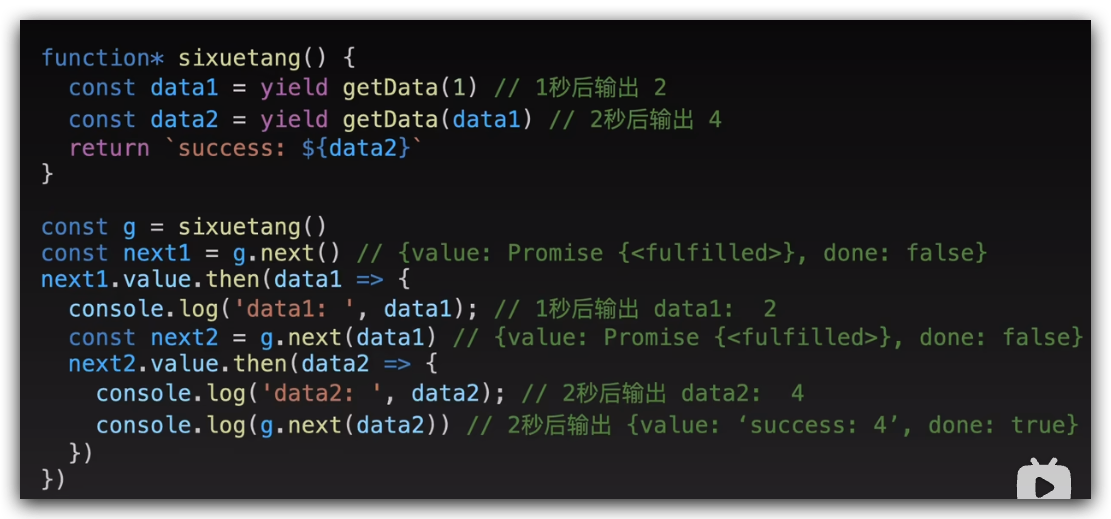 function* sixuetang() {
  const data1 = yield getData(1) // 1秒后输出 2
  const data2 = yield getData(data1) // 2秒后输出 4
  return `success: ${data2}`
}

const g = sixuetang()
const next1 = g.next() // {value: Promise {<fulfilled>}, done: false}
next1.value.then(data1 => {
  console.log('data1: ', data1); // 1秒后输出 data1:  2
  const next2 = g.next(data1) // {value: Promise {<fulfilled>}, done: false}
  next2.value.then(data2 => {
    console.log('data2: ', data2); // 2秒后输出 data2:  4
    console.log(g.next(data2)) // 2秒后输出 {value: ‘success: 4’, done: true}
  })
})